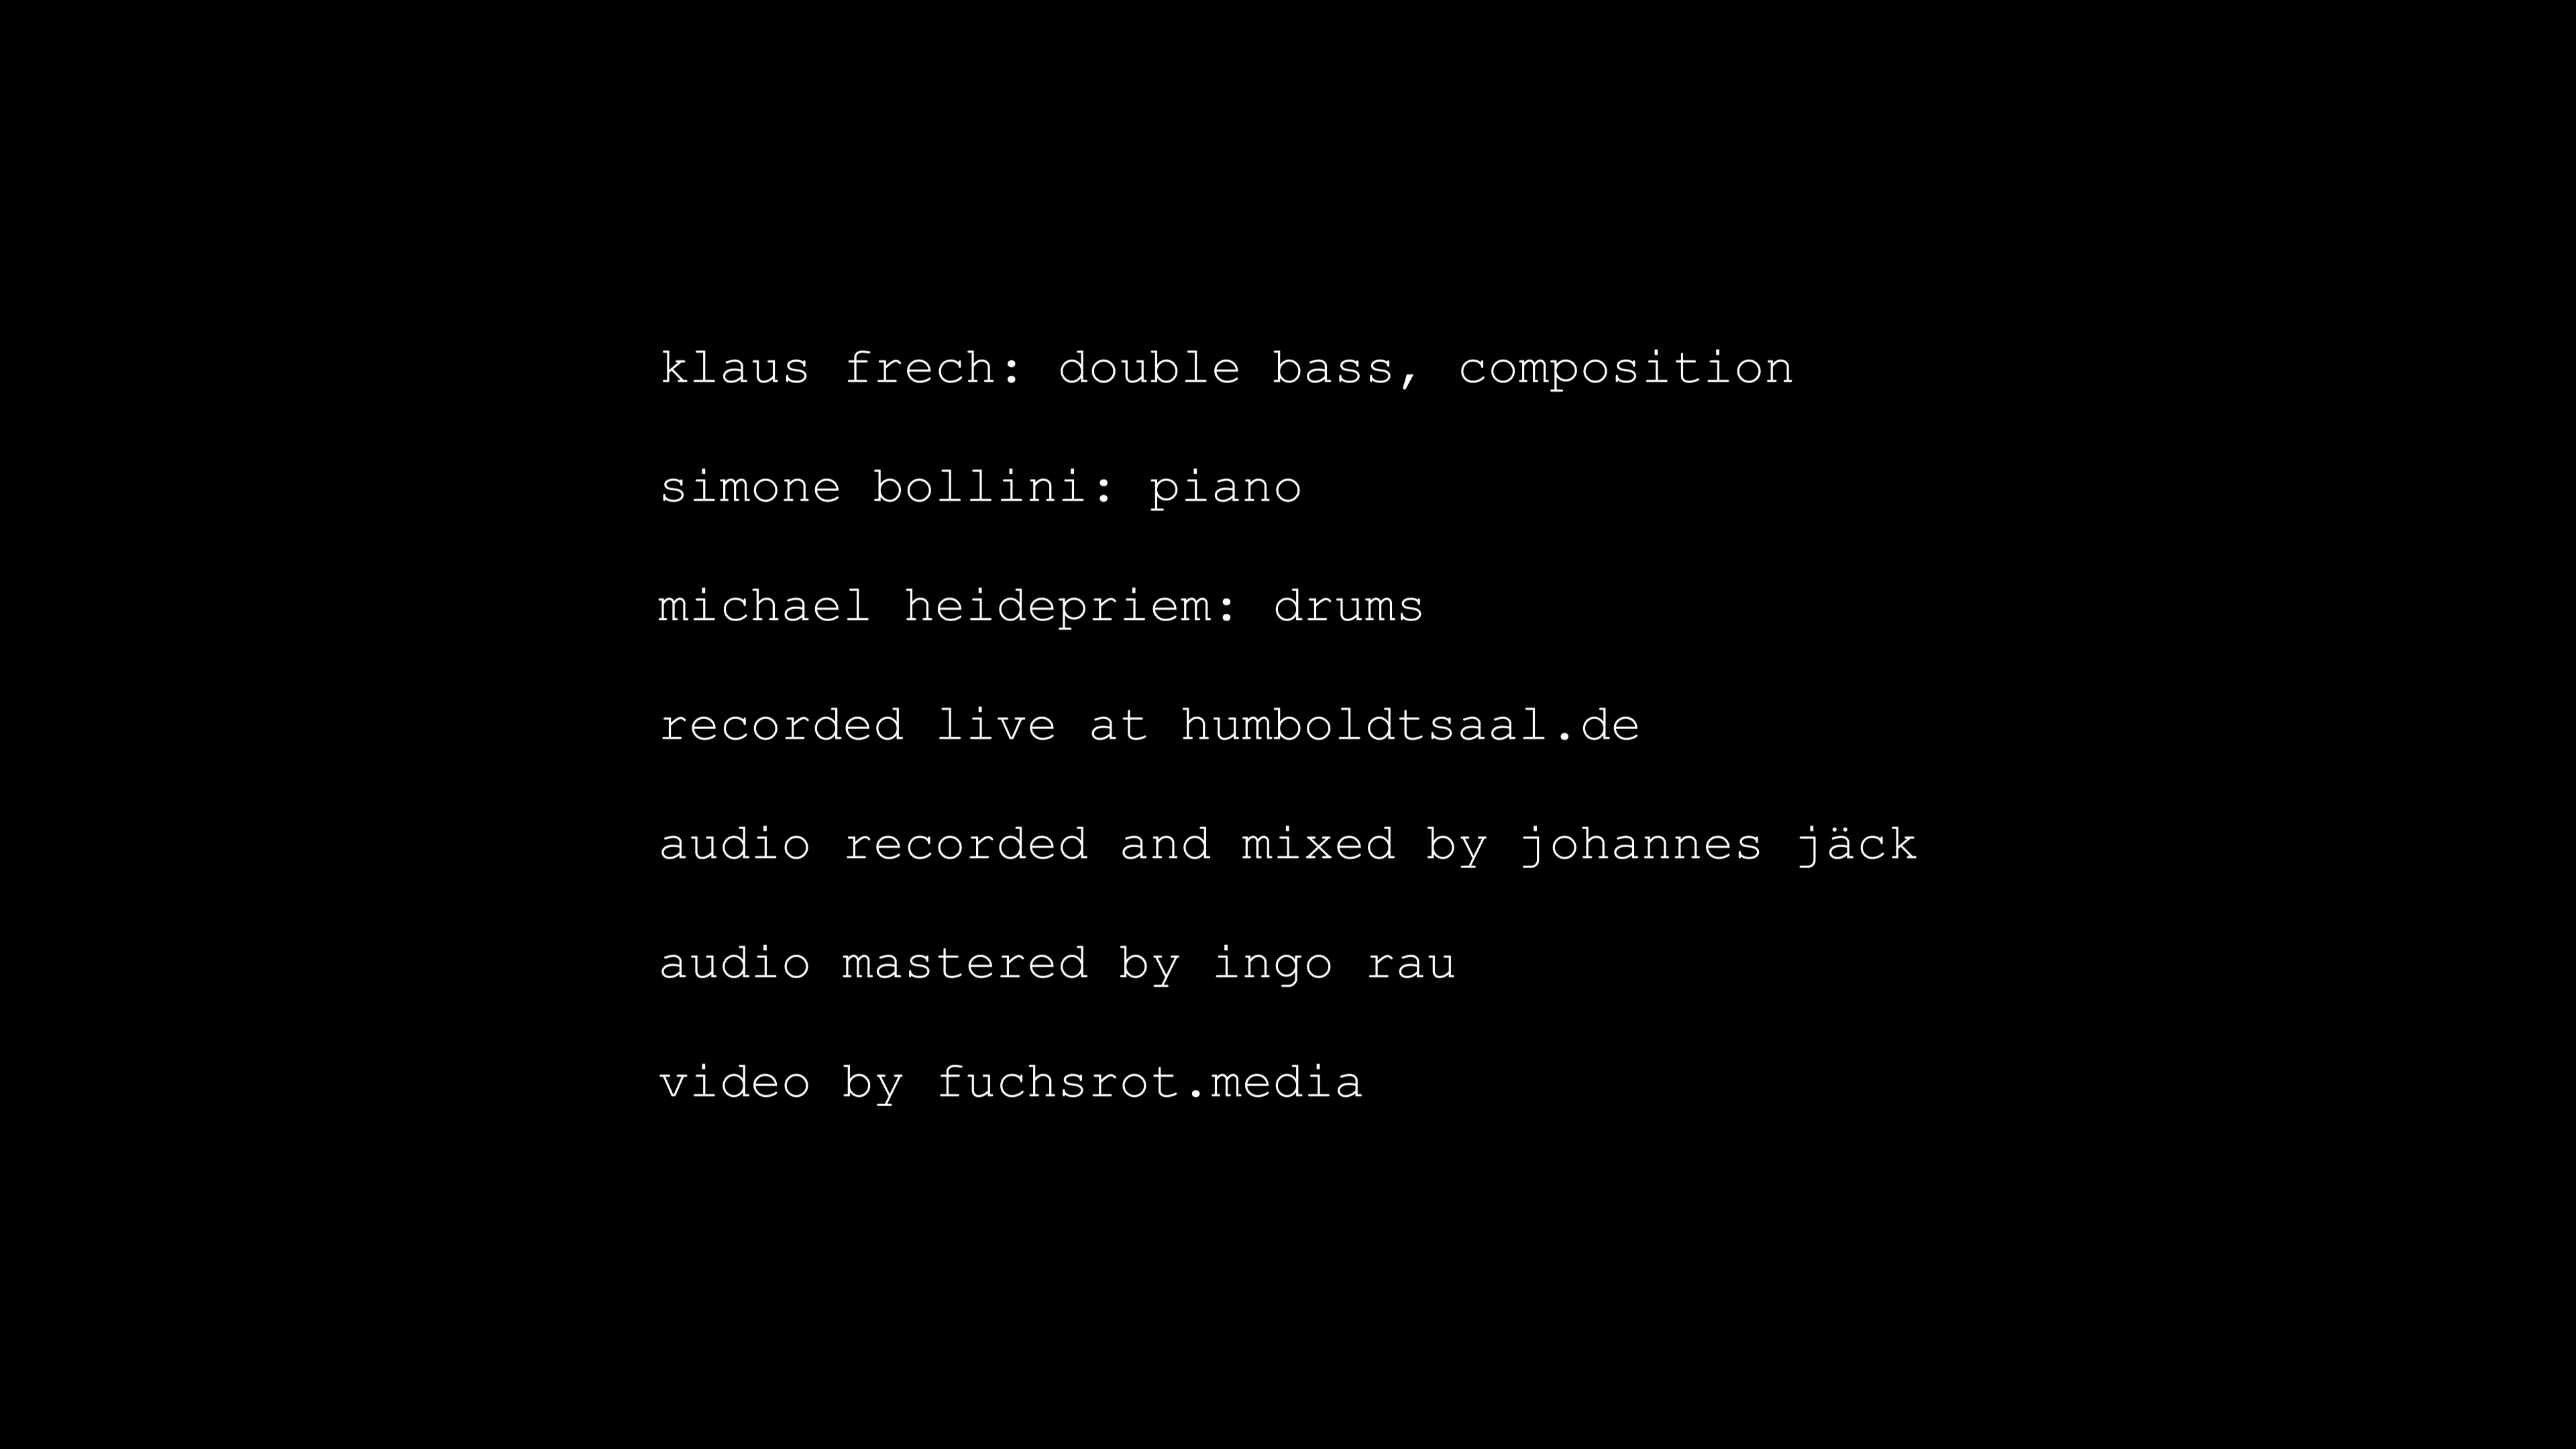 klaus frech: double bass, composition
simone bollini: piano
michael heidepriem: drums
recorded live at humboldtsaal.de
audio recorded and mixed by johannes jäck
audio mastered by ingo rau
video by fuchsrot.media